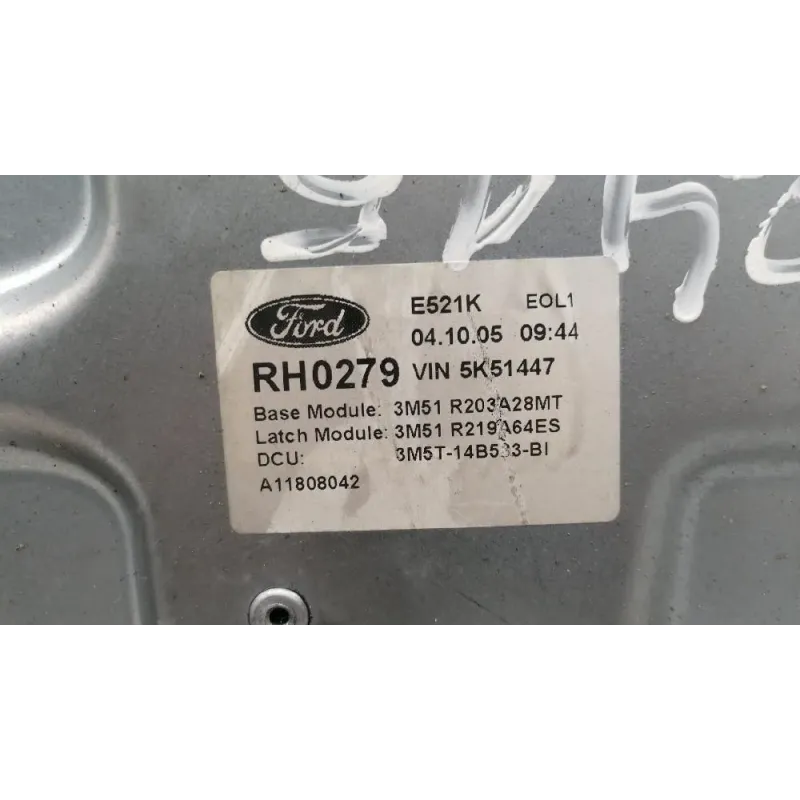 Ford E521K EOL1
04.10.05 09:44
RH0279 VIN 5K51447
Base Module: 3M51 R203A28MT
Latch Module: 3M51 R219A64ES
DCU: 3M5T-14B533-BI
A11808042